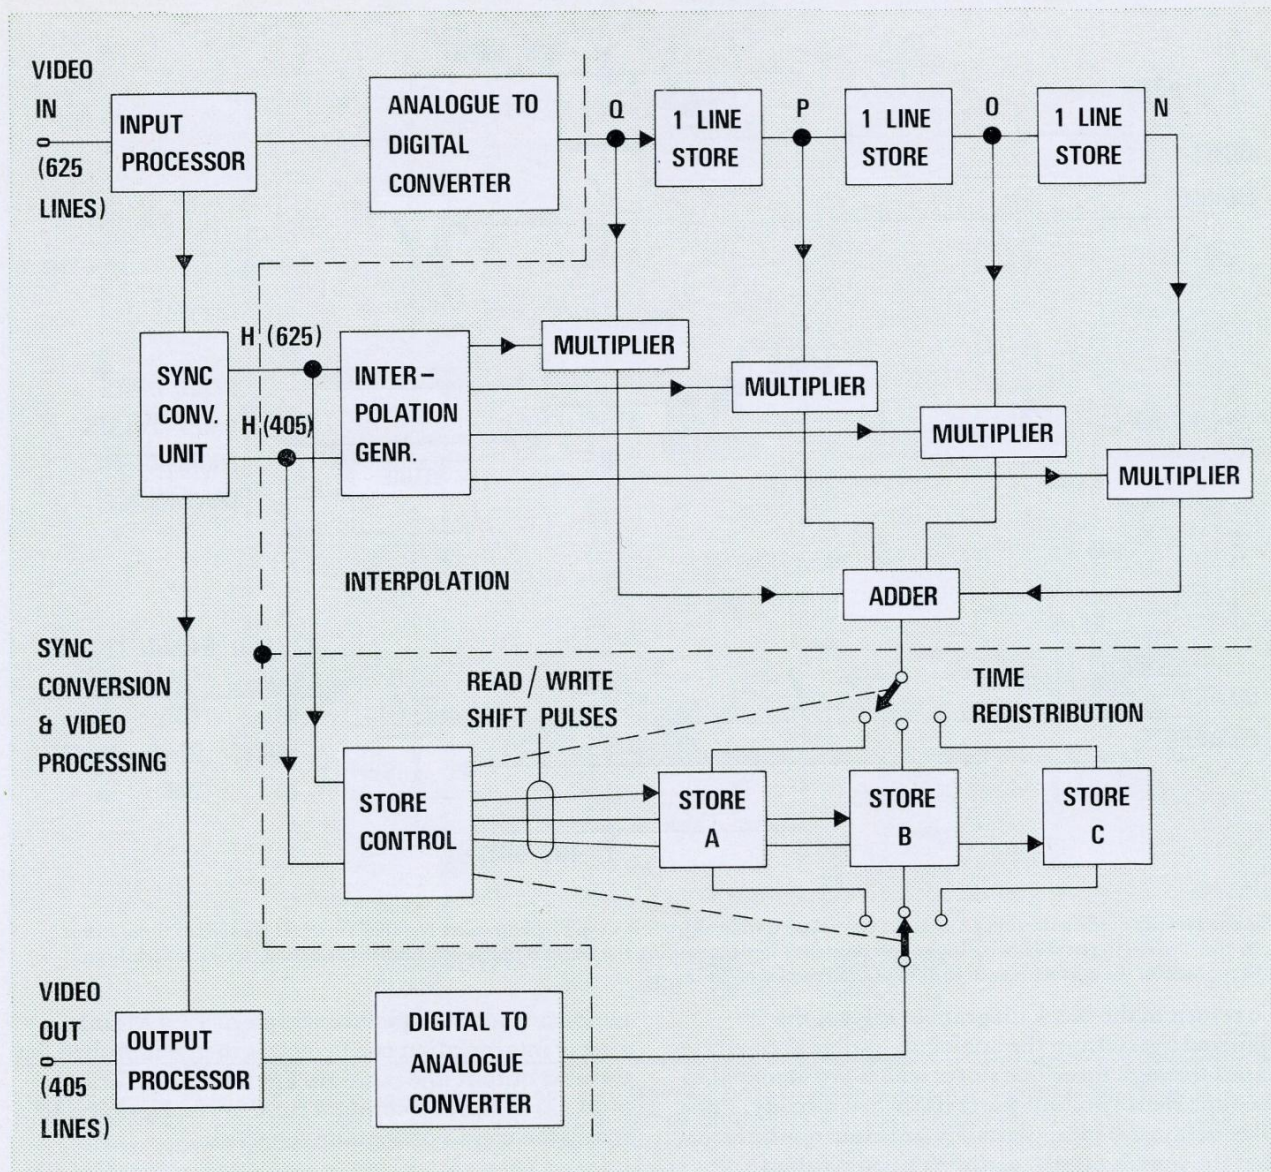 VIDEO
IN
(625
LINES)
INPUT
PROCESSOR
ANALOGUE TO
DIGITAL
CONVERTER
Q
1 LINE
STORE
P
1 LINE
STORE
O
1 LINE
STORE
N
SYNC
CONV.
UNIT
H (625)
H (405)
INTER-
POLATION
GENR.
MULTIPLIER
MULTIPLIER
MULTIPLIER
MULTIPLIER
INTERPOLATION
ADDER
SYNC
CONVERSION
& VIDEO
PROCESSING
READ / WRITE
SHIFT PULSES
TIME
REDISTRIBUTION
STORE
CONTROL
STORE
A
STORE
B
STORE
C
VIDEO
OUT
(405
LINES)
OUTPUT
PROCESSOR
DIGITAL TO
ANALOGUE
CONVERTER